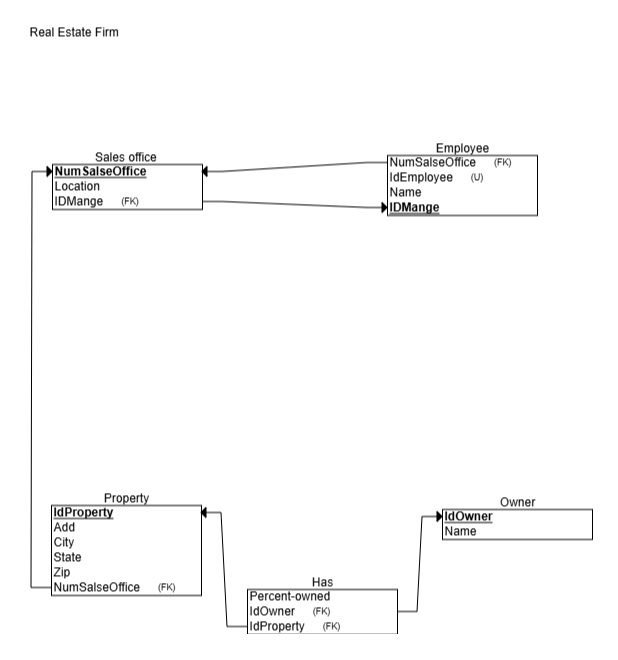 Real Estate Firm
Sales office
NumSalseOffice
Location
IDMange (FK)
Employee
NumSalseOffice (FK)
IdEmployee (U)
Name
IDMange
Property
IdProperty
Add
City
State
Zip
NumSalseOffice (FK)
Has
Percent-owned
IdOwner (FK)
IdProperty (FK)
Owner
IdOwner
Name